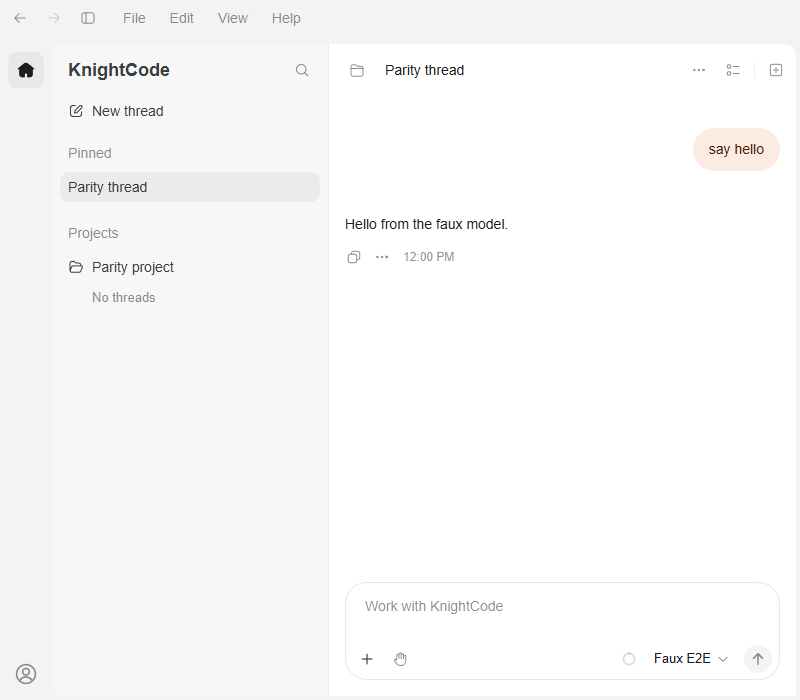 File Edit View Help
KnightCode
New thread
Pinned
Parity thread
Projects
Parity project
No threads
Parity thread
say hello
Hello from the faux model.
12:00 PM
Work with KnightCode
Faux E2E